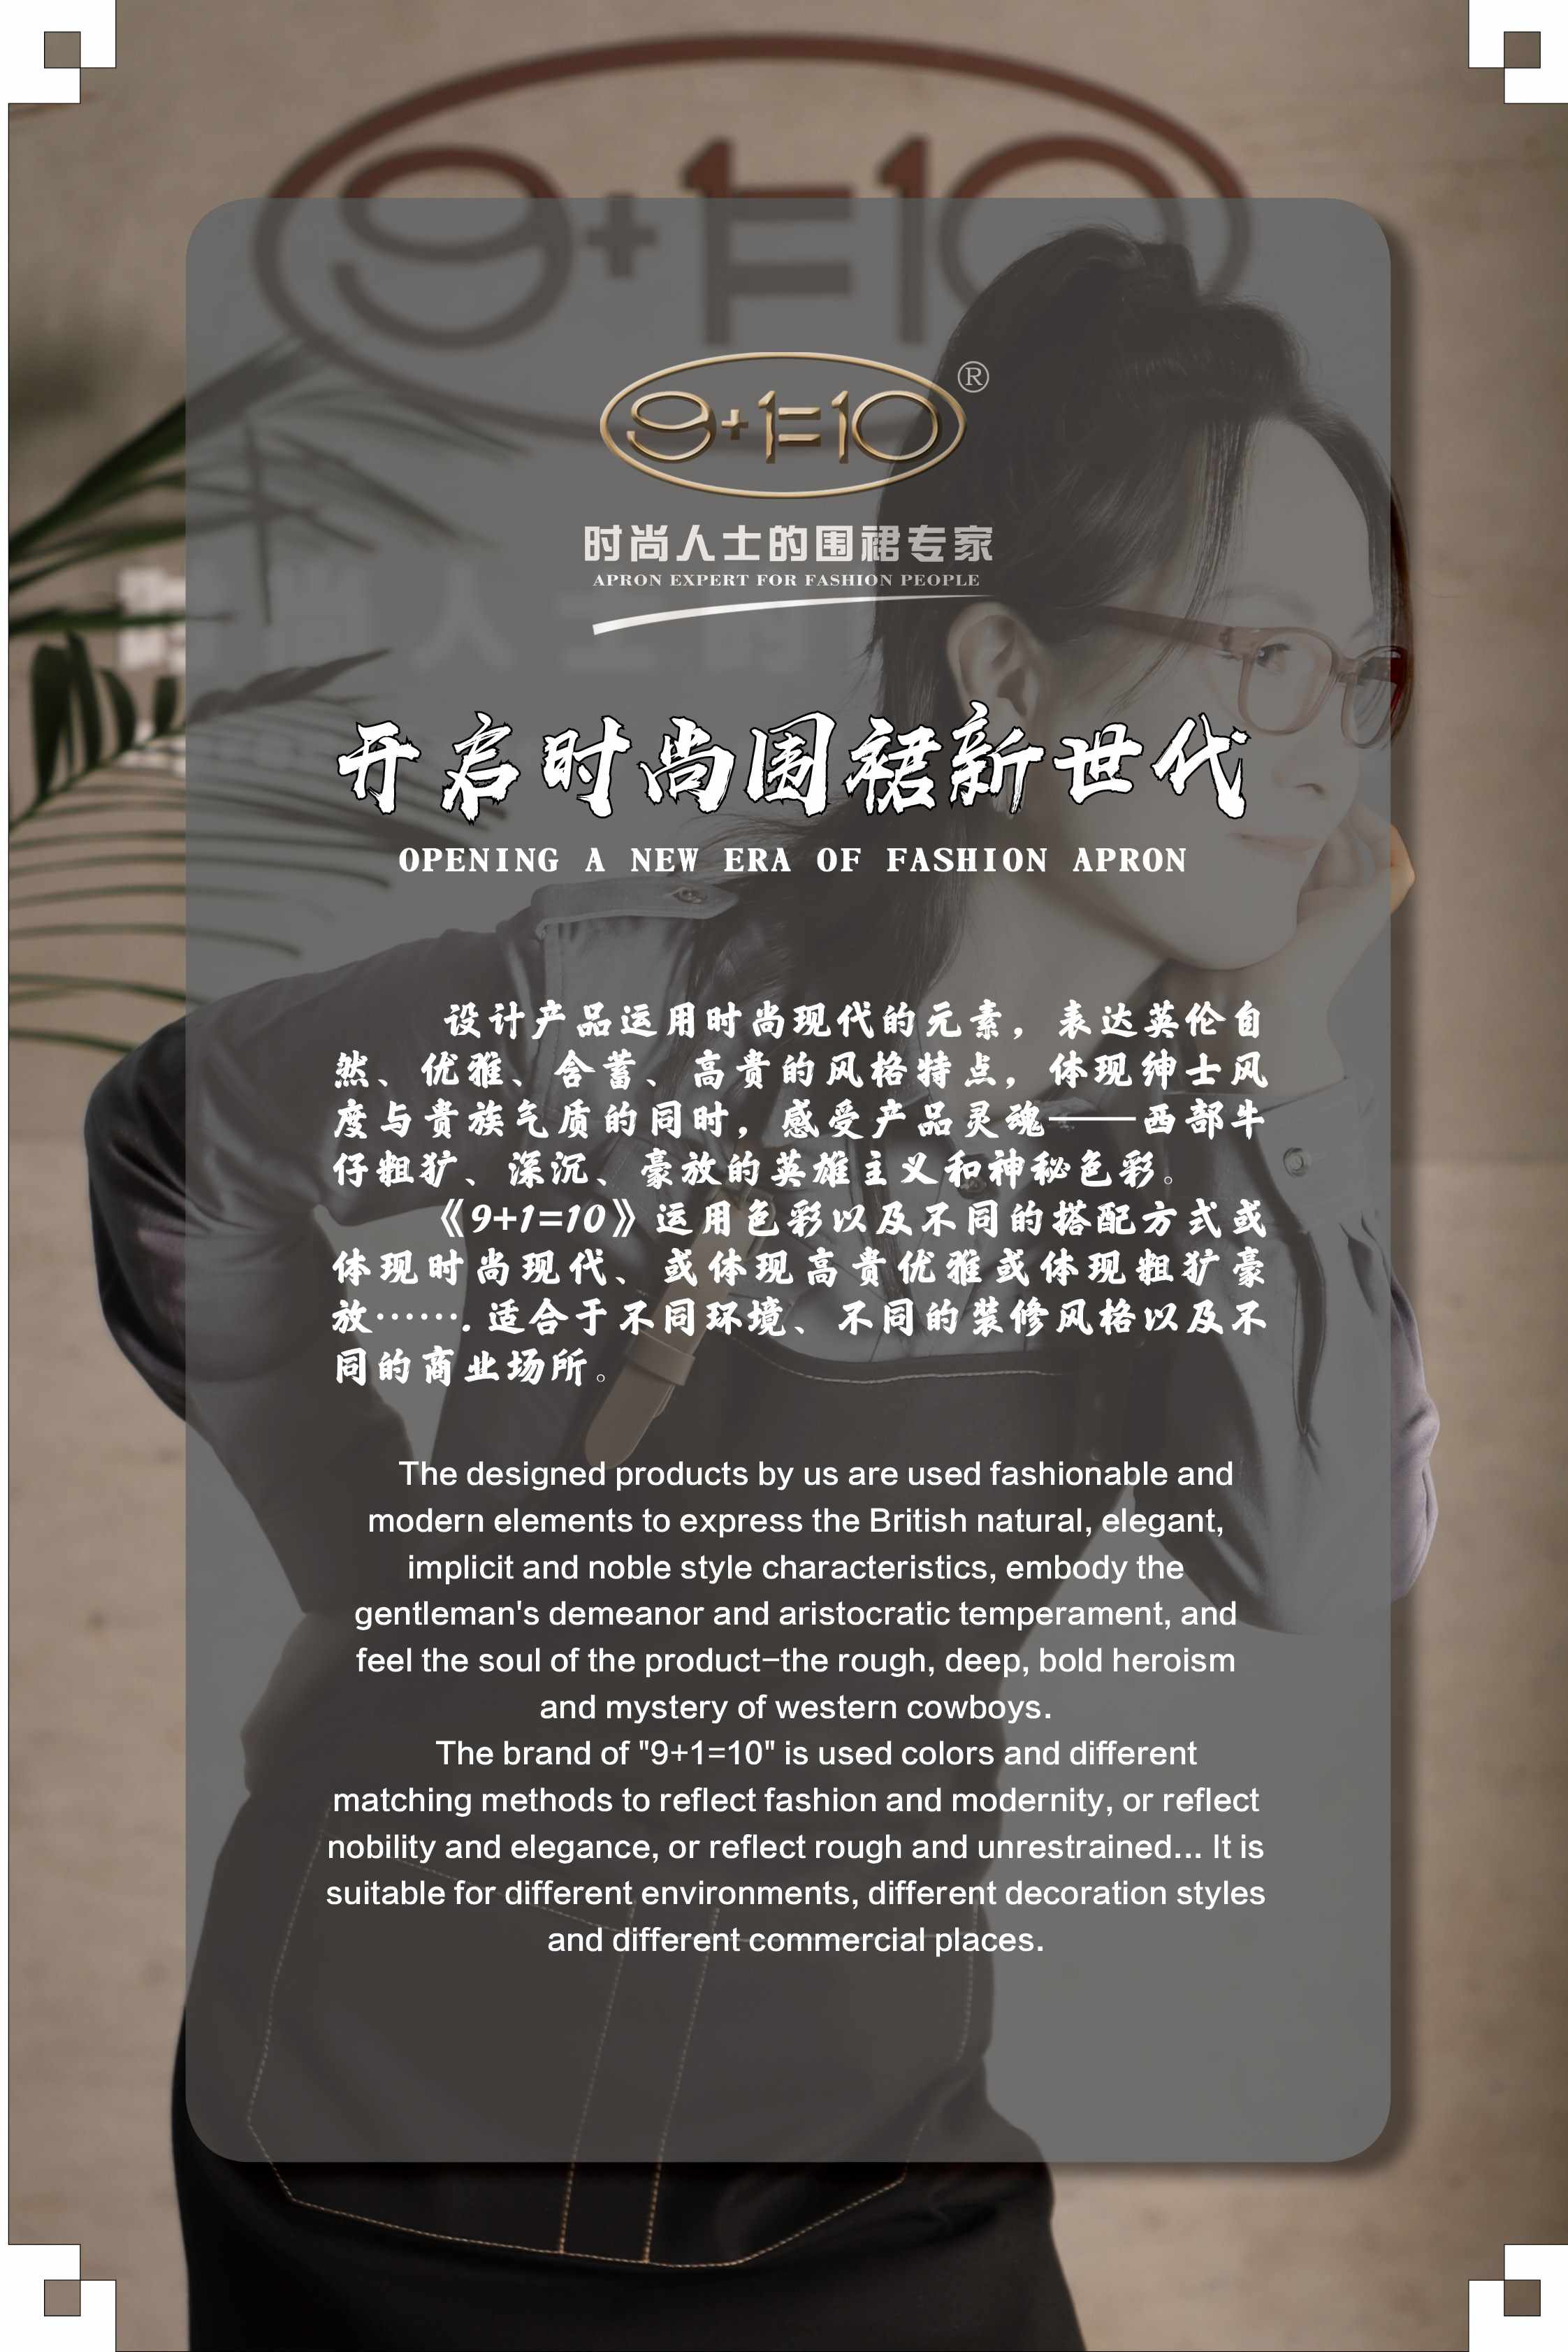 9+1=10
9+1=10®
时尚人士的围裙专家
APRON EXPERT FOR FASHION PEOPLE
尚人士的
开启时尚围裙新世代
OPENING A NEW ERA OF FASHION APRON
设计产品运用时尚现代的元素，表达英伦自
然、优雅、含蓄、高贵的风格特点，体现绅士风
度与贵族气质的同时，感受产品灵魂——西部牛
仔粗犷、深沉、豪放的英雄主义和神秘色彩。
《9+1=10》运用色彩以及不同的搭配方式或
体现时尚现代、或体现高贵优雅或体现粗犷豪
放……. 适合于不同环境、不同的装修风格以及不
同的商业场所。
The designed products by us are used fashionable and
modern elements to express the British natural, elegant,
implicit and noble style characteristics, embody the
gentleman's demeanor and aristocratic temperament, and
feel the soul of the product–the rough, deep, bold heroism
and mystery of western cowboys.
The brand of "9+1=10" is used colors and different
matching methods to reflect fashion and modernity, or reflect
nobility and elegance, or reflect rough and unrestrained... It is
suitable for different environments, different decoration styles
and different commercial places.